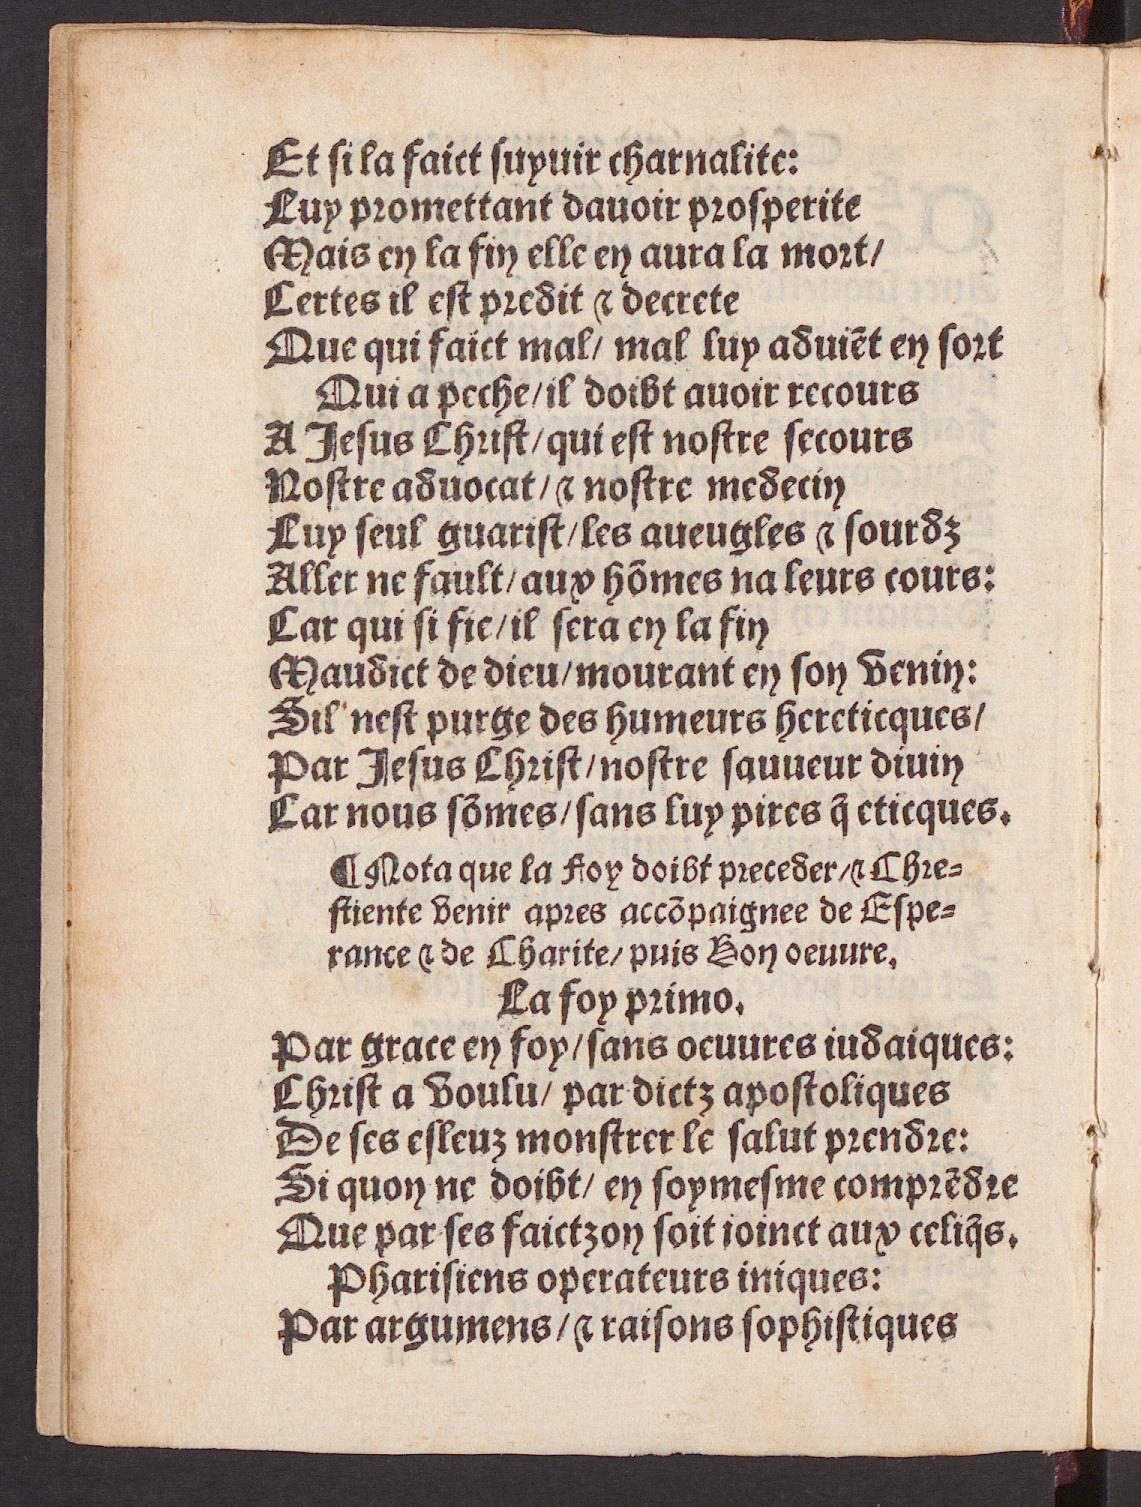 Et si la faict suyuir charnalite:
Luy promettant dauoir prosperite
Mais en la fin elle en aura la mort/
Certes il est predit ⁊ decrete
Que qui faict mal/ mal luy aduiẽt en sort
Qui a peche/il doibt auoir recours
A Jesus Christ/qui est nostre secours
Nostre aduocat/⁊ nostre medecin
Luy seul guarist/les aueugles ⁊ sourdz
Aller ne fault/aux hõmes na leurs cours:
Car qui si fie/il sera en la fin
Maudict de dieu/mourant en son venin:
Sil nest purge des humeurs hereticques/
Par Jesus Christ/nostre sauueur diuin
Car nous sõmes/sans luy pires q̃ eticques.
¶Nota que la Foy doibt preceder/⁊ Chre⸗
stiente venir apres accõpaignee de Espe⸗
rance ⁊ de Charite/puis Bon oeuure.
La foy primo.
Par grace en foy/sans oeuures iudaiques:
Christ a voulu/ par dictz apostoliques
De ses esleuz monstrer le salut prendre:
Si quon ne doibt/ en soymesme comprẽdre
Que par ses faictz on soit ioinct aux celiq̃s.
Pharisiens operateurs iniques:
Par argumens/⁊ raisons sophistiques